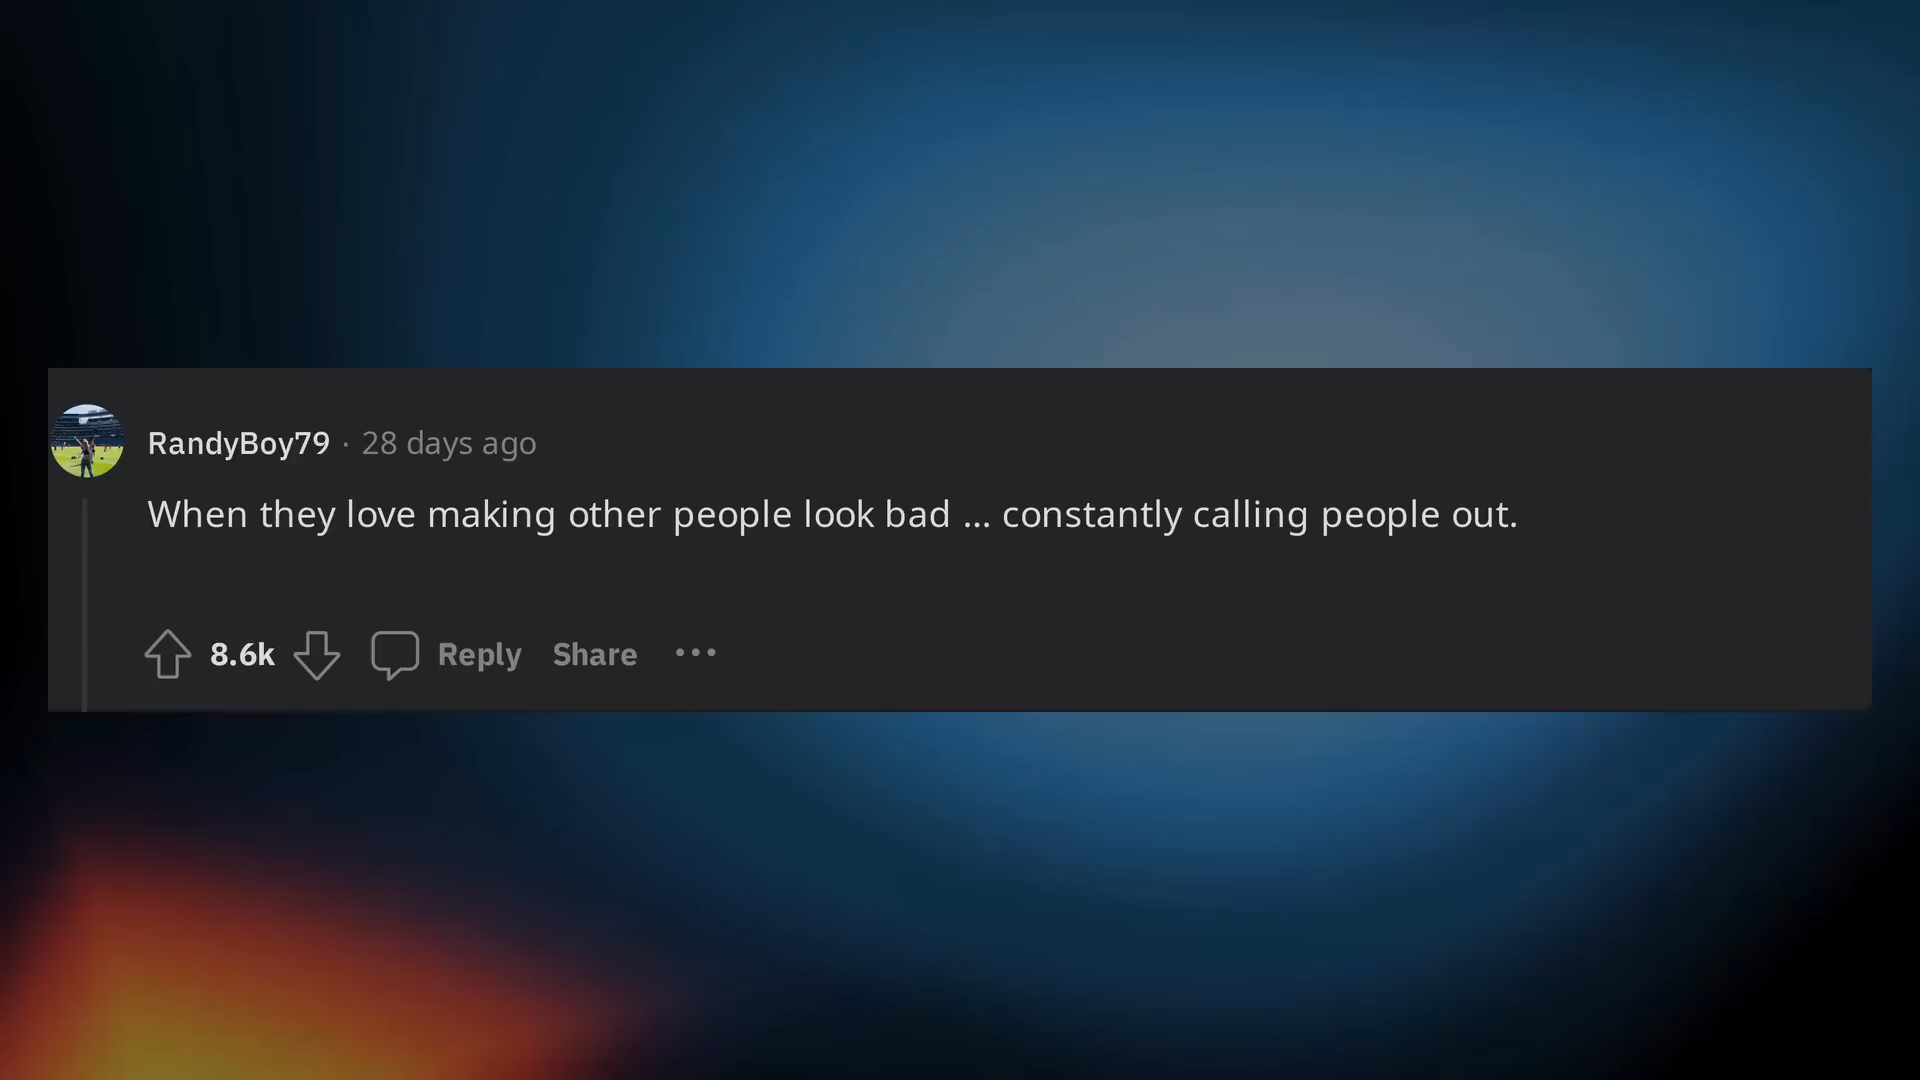 RandyBoy79 · 28 days ago
When they love making other people look bad ... constantly calling people out.
8.6k Reply Share ···